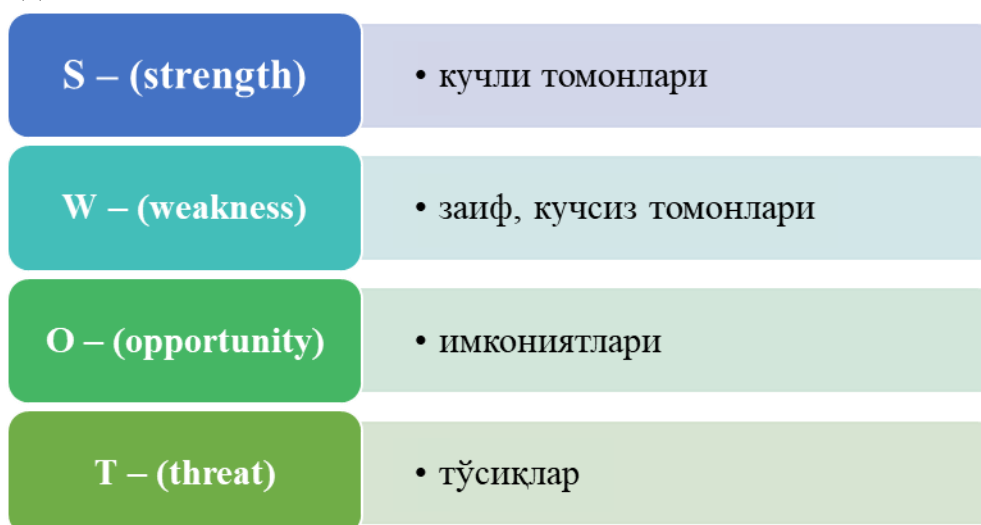 S – (strength)
• кучли томонлари
W – (weakness)
• заиф, кучсиз томонлари
O – (opportunity)
• имкониятлари
T – (threat)
• тўсиқлар